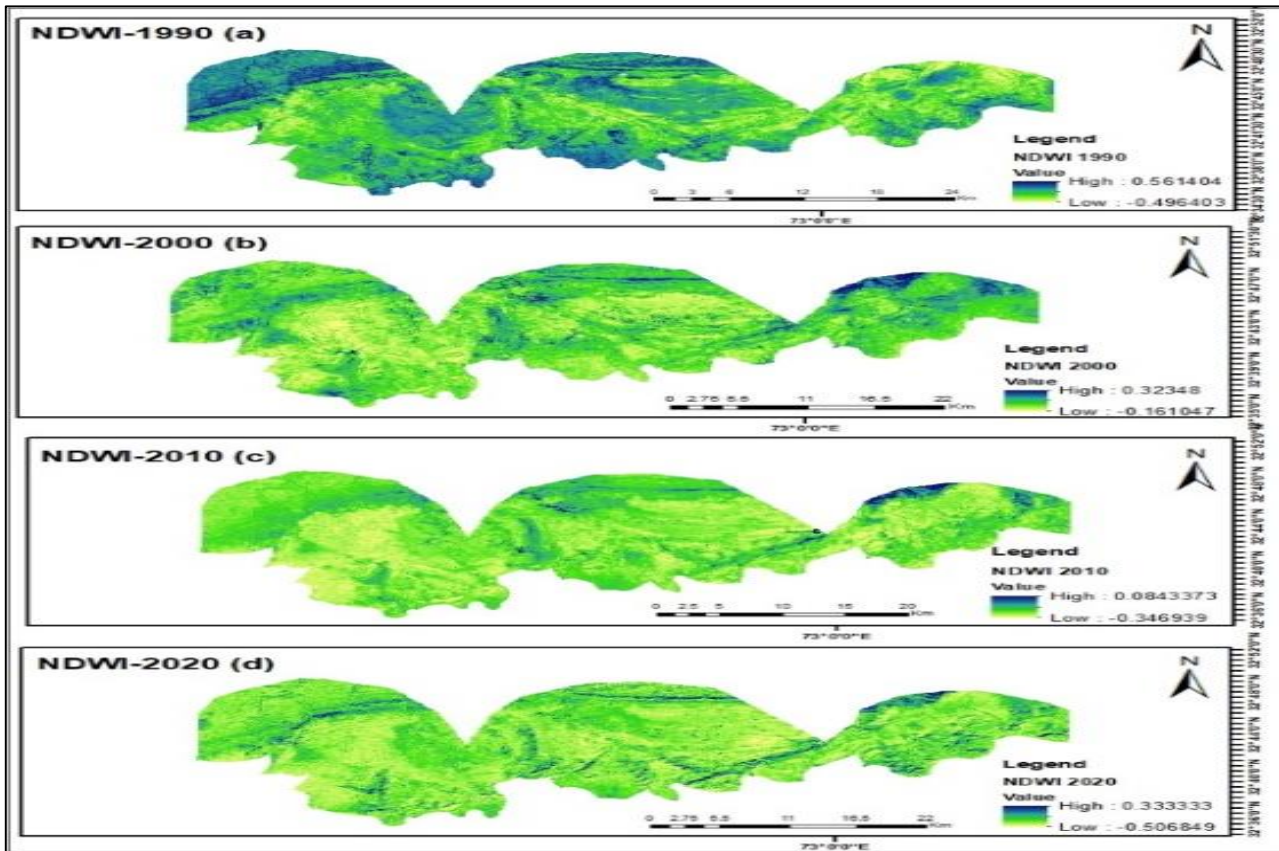 NDWI-1990 (a)
N
Legend
NDWI 1990
Value
High : 0.561404
Low : -0.496403
0 3 6 12 18 24
Km
73°0'0"E
NDWI-2000 (b)
N
Legend
NDWI 2000
Value
High : 0.32348
Low : -0.161047
0 2.75 5.5 11 16.5 22
Km
73°0'0"E
NDWI-2010 (c)
N
Legend
NDWI 2010
Value
High : 0.0843373
Low : -0.346939
0 2.5 5 10 15 20
Km
73°0'0"E
NDWI-2020 (d)
N
Legend
NDWI 2020
Value
High : 0.333333
Low : -0.506849
0 2.75 5.5 11 16.5 22
Km
73°0'0"E